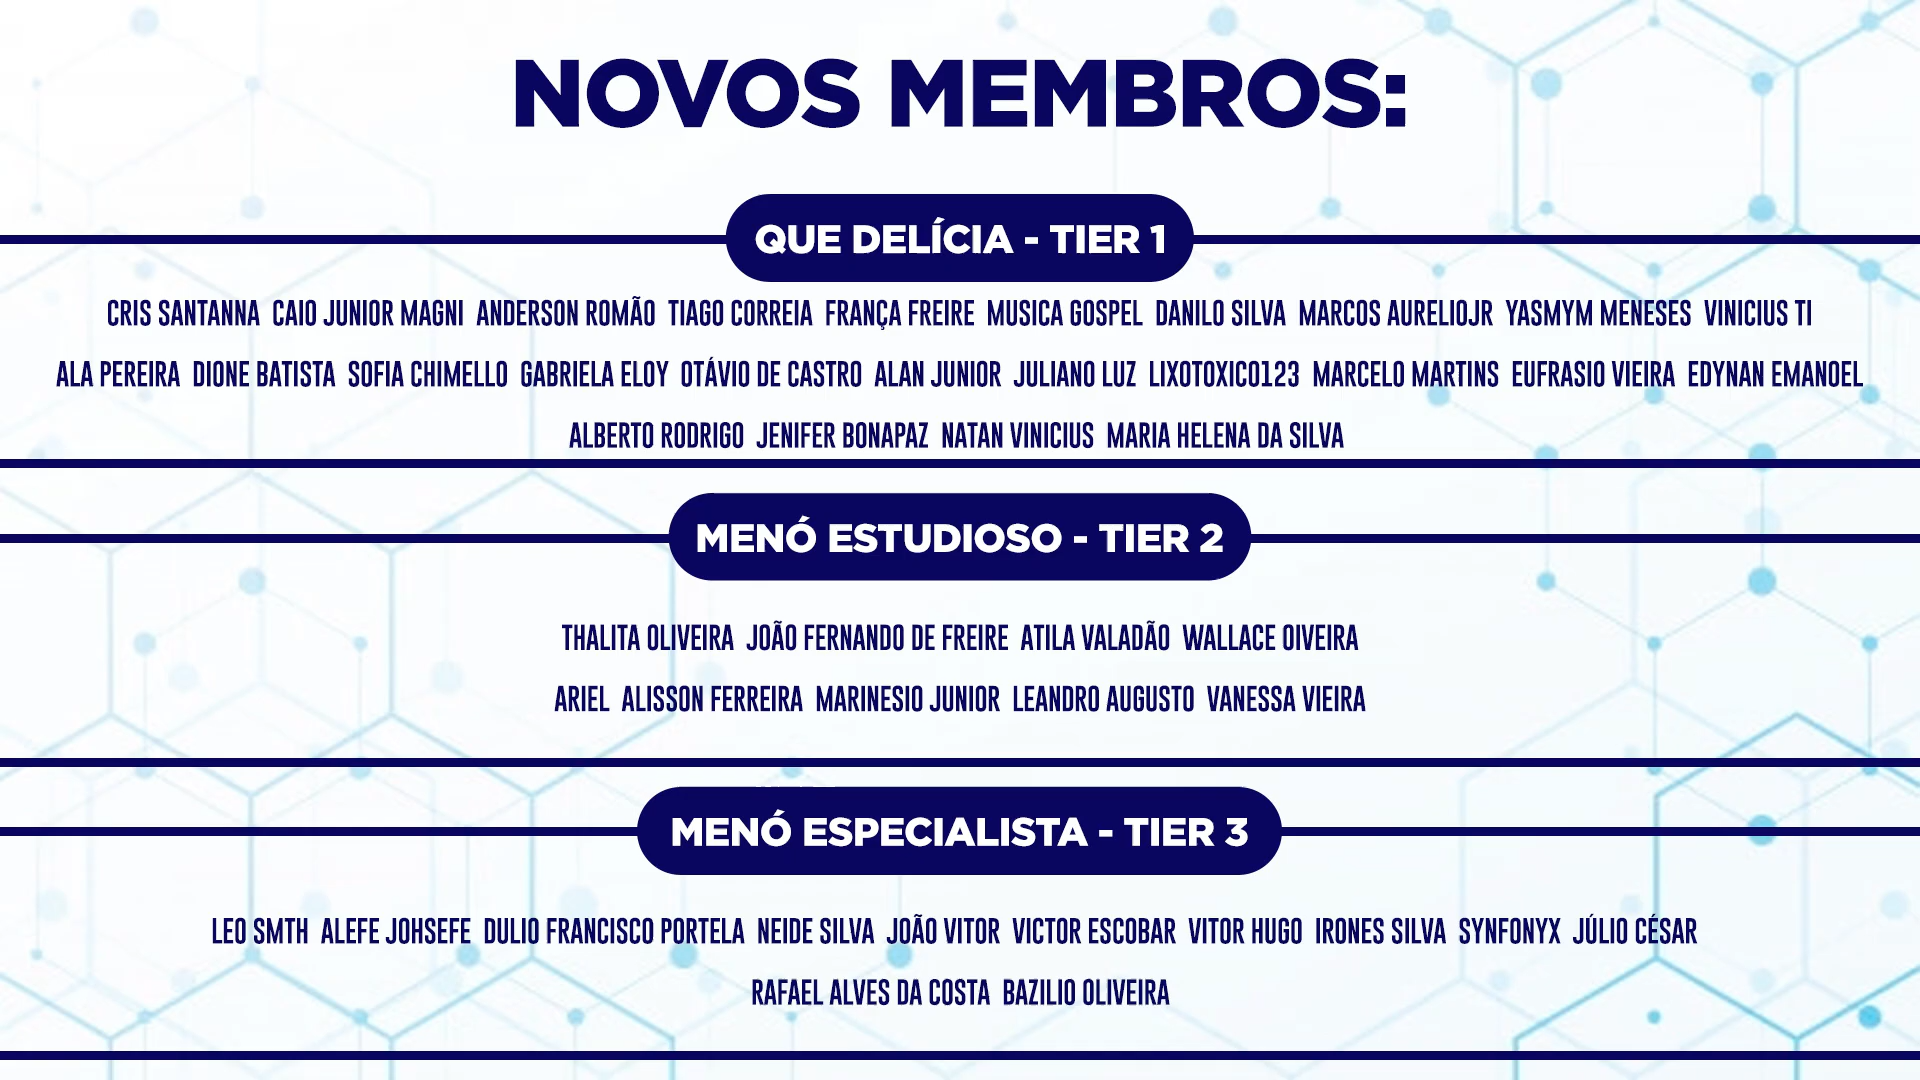 NOVOS MEMBROS:
QUE DELÍCIA - TIER 1
CRIS SANTANNA CAIO JUNIOR MAGNI ANDERSON ROMÃO TIAGO CORREIA FRANÇA FREIRE MUSICA GOSPEL DANILO SILVA MARCOS AURELIOJR YASMYM MENESES VINICIUS TI
ALA PEREIRA DIONE BATISTA SOFIA CHIMELLO GABRIELA ELOY OTÁVIO DE CASTRO ALAN JUNIOR JULIANO LUZ LIXOTOXICO123 MARCELO MARTINS EUFRASIO VIEIRA EDYNAN EMANOEL
ALBERTO RODRIGO JENIFER BONAPAZ NATAN VINICIUS MARIA HELENA DA SILVA
MENÓ ESTUDIOSO - TIER 2
THALITA OLIVEIRA JOÃO FERNANDO DE FREIRE ATILA VALADÃO WALLACE OIVEIRA
ARIEL ALISSON FERREIRA MARINESIO JUNIOR LEANDRO AUGUSTO VANESSA VIEIRA
MENÓ ESPECIALISTA - TIER 3
LEO SMTH ALEFE JOHSEFE DULIO FRANCISCO PORTELA NEIDE SILVA JOÃO VITOR VICTOR ESCOBAR VITOR HUGO IRONES SILVA SYNFONYX JÚLIO CÉSAR
RAFAEL ALVES DA COSTA BAZILIO OLIVEIRA